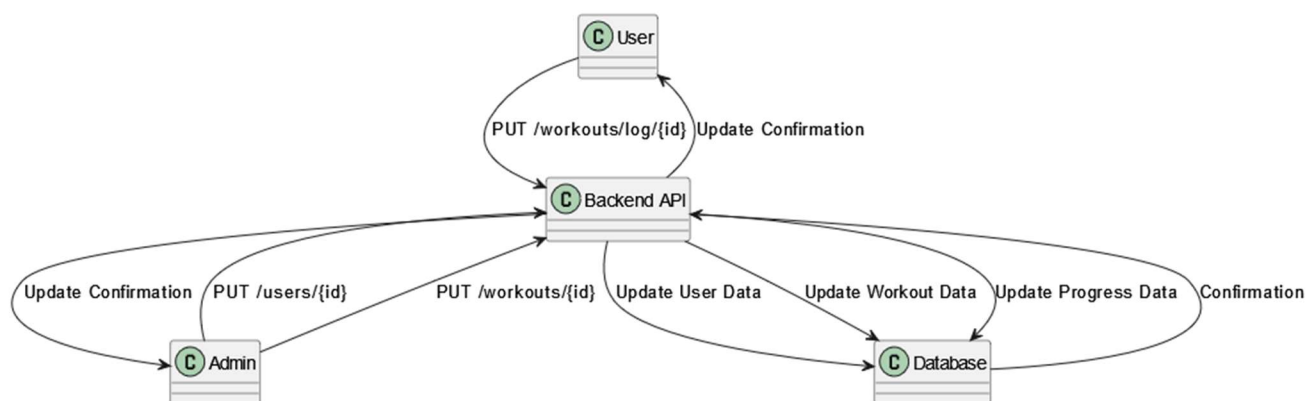 C User
PUT /workouts/log/{id} Update Confirmation
C Backend API
Update Confirmation PUT /users/{id} PUT /workouts/{id} Update User Data Update Workout Data Update Progress Data Confirmation
C Admin
C Database